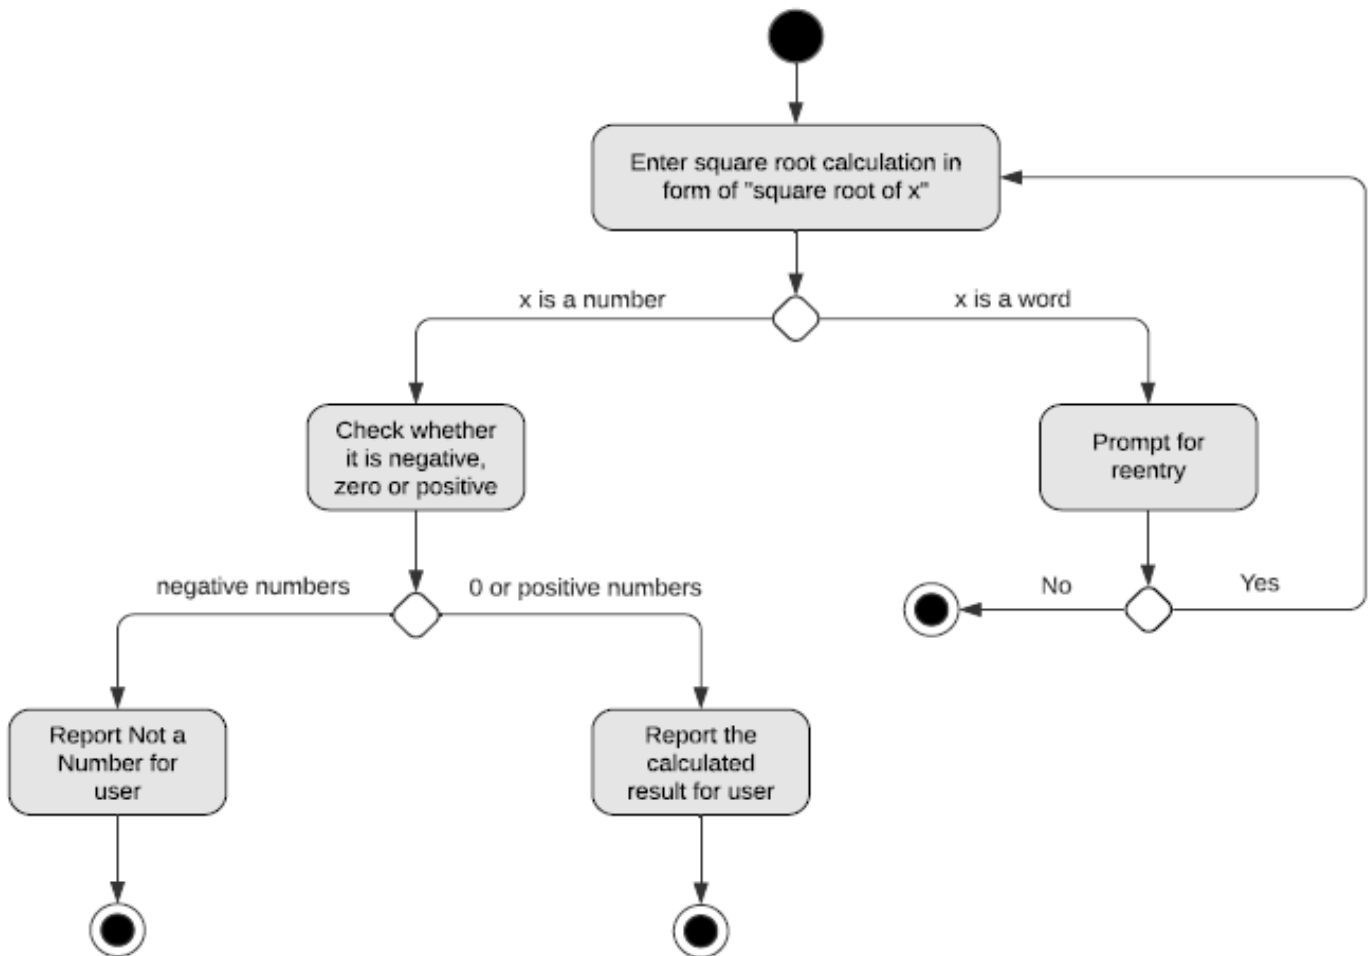 Enter square root calculation in
form of "square root of x"
x is a number
x is a word
Check whether
it is negative,
zero or positive
Prompt for
reentry
negative numbers
0 or positive numbers
No
Yes
Report Not a
Number for
user
Report the
calculated
result for user